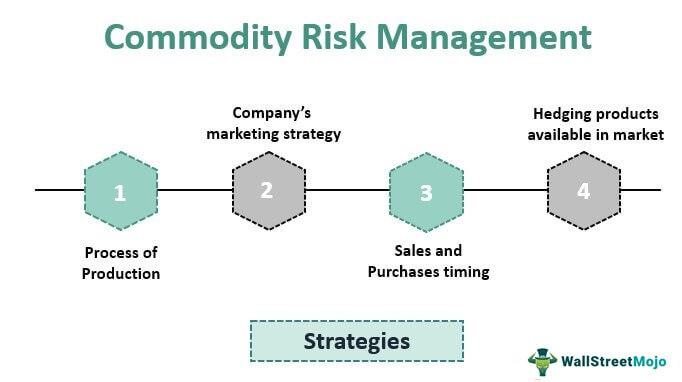 Commodity Risk Management
Company’s
marketing strategy
Hedging products
available in market
1
2
3
4
Process of
Production
Sales and
Purchases timing
Strategies
WallStreetMojo